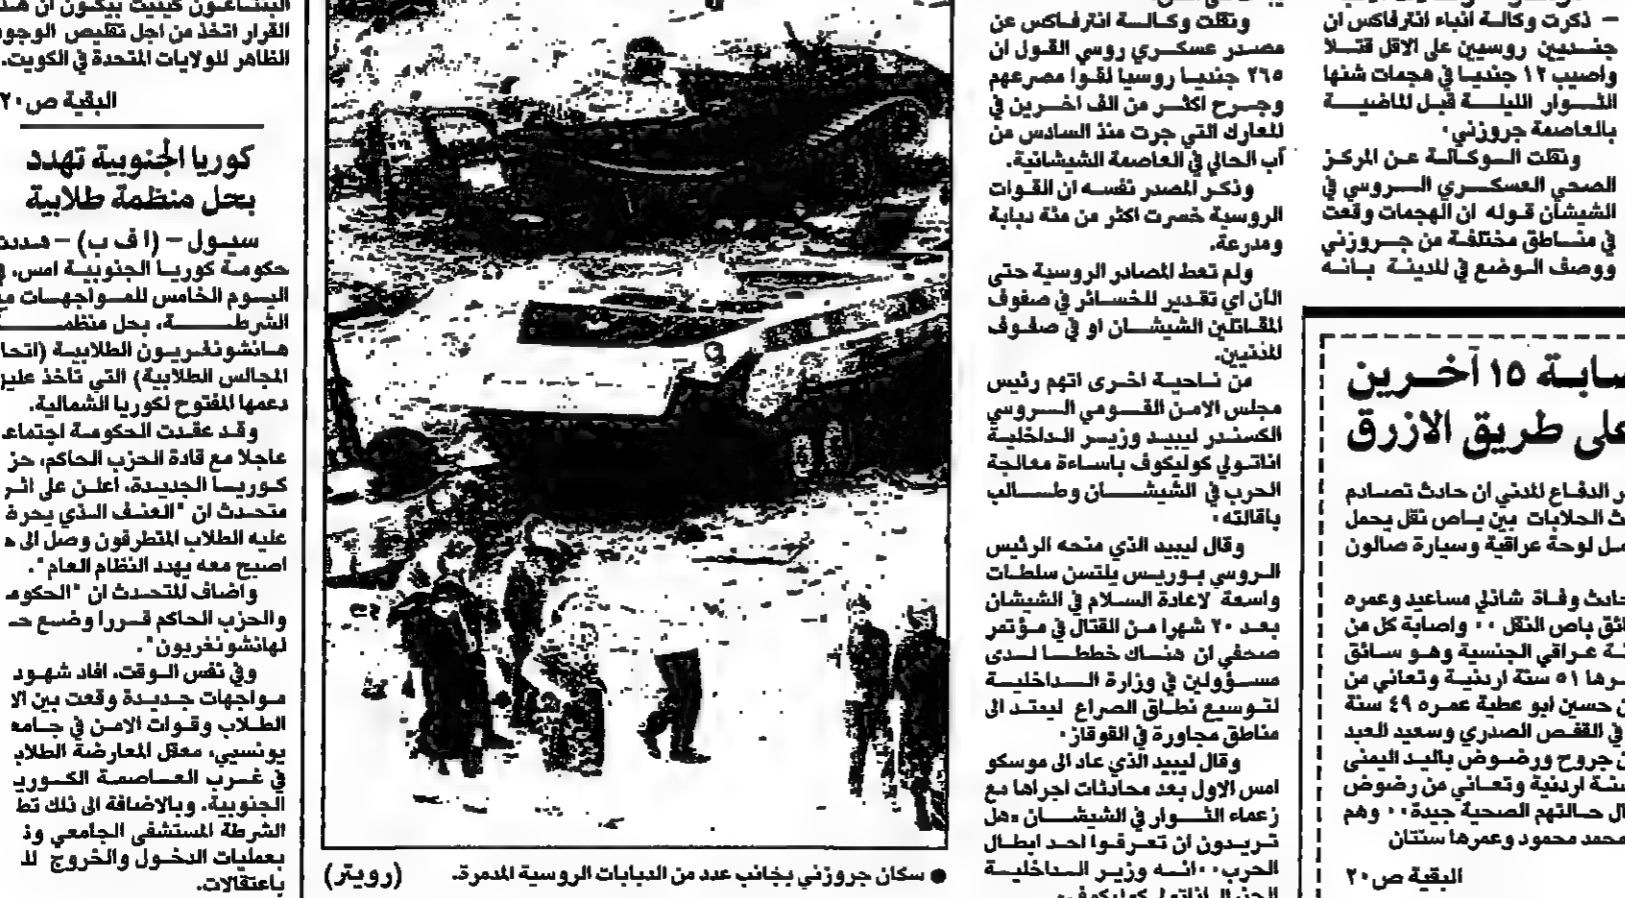 – ذكرت وكالة انباء انترفاكس ان
جنديين روسيين على الاقل قتلا
واصيب ١٢ جنديا في هجمات شنها
الثوار الليلة قبل الماضية
بالعاصمة جروزني٠
ونقلت الوكالة عن المركز
الصحي العسكري الروسي في
الشيشان قوله ان الهجمات وقعت
في مناطق مختلفة من جروزني
ووصف الوضع في المدينة بانه
ونقلت وكالة انترفاكس عن
مصدر عسكري روسي القول ان
٢٦٥ جنديا روسيا لقوا مصرعهم
وجرح اكثر من الف اخرين في
المعارك التي جرت منذ السادس من
آب الحالي في العاصمة الشيشانية.
وذكر المصدر نفسه ان القوات
الروسية خسرت اكثر من مئة دبابة
ومدرعة.
ولم تعط المصادر الروسية حتى
الآن اي تقدير للخسائر في صفوف
المقاتلين الشيشان او في صفوف
المدنيين.
من ناحية اخرى اتهم رئيس
مجلس الامن القومي الروسي
الكسندر ليبيد وزير الداخلية
اناتولي كوليكوف باساءة معالجة
الحرب في الشيشان وطالب
باقالته٠
وقال ليبيد الذي منحه الرئيس
الروسي بوريس يلتسن سلطات
واسعة لاعادة السلام في الشيشان
بعد ٢٠ شهرا من القتال في مؤتمر
صحفي ان هناك خططا لدى
مسؤولين في وزارة الداخلية
لتوسيع نطاق الصراع ليمتد الى
مناطق مجاورة في القوقاز٠
وقال ليبيد الذي عاد الى موسكو
امس الاول بعد محادثات اجراها مع
زعماء الثوار في الشيشان «هل
تريدون ان تعرفوا احد ابطال
الحرب٠٠انه وزير الداخلية
الجنرال اناتولي كوليكوف»
صابة ١٥ آخرين
على طريق الازرق
الدفاع المدني ان حادث تصادم
الحلابات بين باص نقل يحمل
لوحة عراقية وسيارة صالون
حادث وفاة شاتلي مساعيد وعمره
باص النقل ٠٠ واصابة كل من
عراقي الجنسية وهو سائق
٥١ سنة اردنية وتعاني من
حسين ابو عطية عمره ٤٩ سنة
في القفص الصدري وسعيد العبد
جروح ورضوض باليد اليمنى
سنة اردنية وتعاني من رضوض
حالتهم الصحية جيدة٠٠ وهم
محمد محمود وعمرها سنتان
البقية ص٢٠
● سكان جروزني بجانب عدد من الدبابات الروسية المدمرة. (رويتر)
البنتاغون كينيث بيكون ان هذا
القرار اتخذ من اجل تقليص الوجود
الظاهر للولايات المتحدة في الكويت.
البقية ص٢٠
كوريا الجنوبية تهدد
بحل منظمة طلابية
سيول – (ا ف ب) – هددت
حكومة كوريا الجنوبية امس، في
اليوم الخامس للمواجهات مع
الشرطة، بحل منظمة
هانشونغريون الطلابية (اتحاد
المجالس الطلابية) التي تأخذ عليها
دعمها المفتوح لكوريا الشمالية.
وقد عقدت الحكومة اجتماعا
عاجلا مع قادة الحزب الحاكم، حزب
كوريا الجديدة، اعلن على اثره
متحدث ان "العنف الذي يحرض
عليه الطلاب المتطرفون وصل الى
اصبح معه يهدد النظام العام".
واضاف المتحدث ان "الحكومة
والحزب الحاكم قررا وضع حد
لهانشونغريون".
وفي نفس الوقت، افاد شهود
مواجهات جديدة وقعت بين
الطلاب وقوات الامن في جامعة
يونسيي، معقل المعارضة الطلابية
في غرب العاصمة الكورية
الجنوبية. وبالاضافة الى ذلك
الشرطة المستشفى الجامعي
بعمليات الدخول والخروج
باعتقالات.